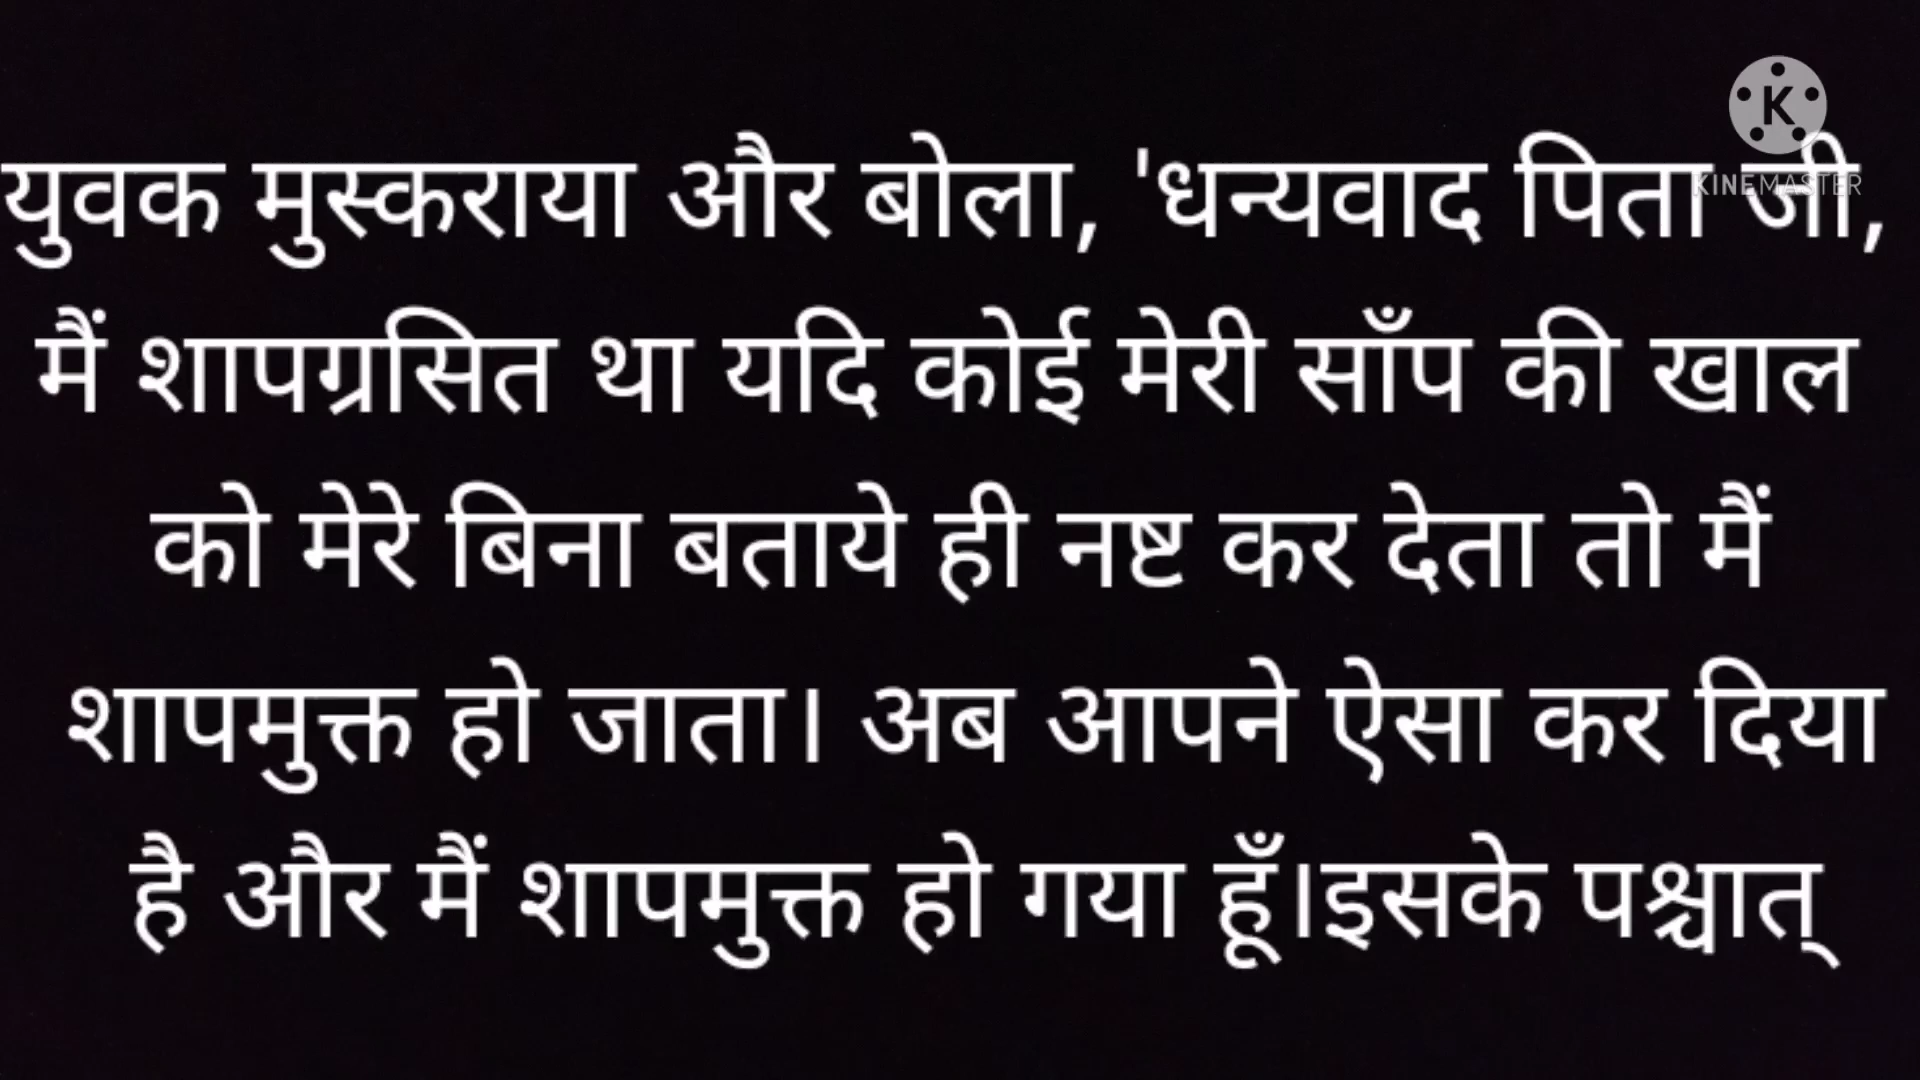 युवक मुस्कराया और बोला, 'धन्यवाद पिता जी,
मैं शापग्रसित था यदि कोई मेरी साँप की खाल
को मेरे बिना बताये ही नष्ट कर देता तो मैं
शापमुक्त हो जाता। अब आपने ऐसा कर दिया
है और मैं शापमुक्त हो गया हूँ।इसके पश्चात्
K
KINEMASTER